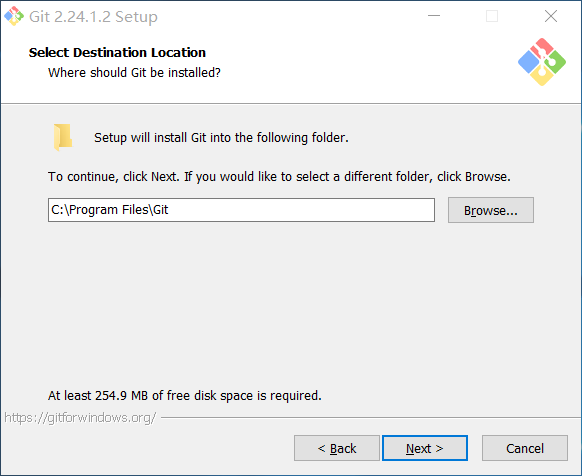 Git 2.24.1.2 Setup
Select Destination Location
Where should Git be installed?
Setup will install Git into the following folder.
To continue, click Next. If you would like to select a different folder, click Browse.
C:\Program Files\Git
Browse...
At least 254.9 MB of free disk space is required.
https://gitforwindows.org/
< Back
Next >
Cancel